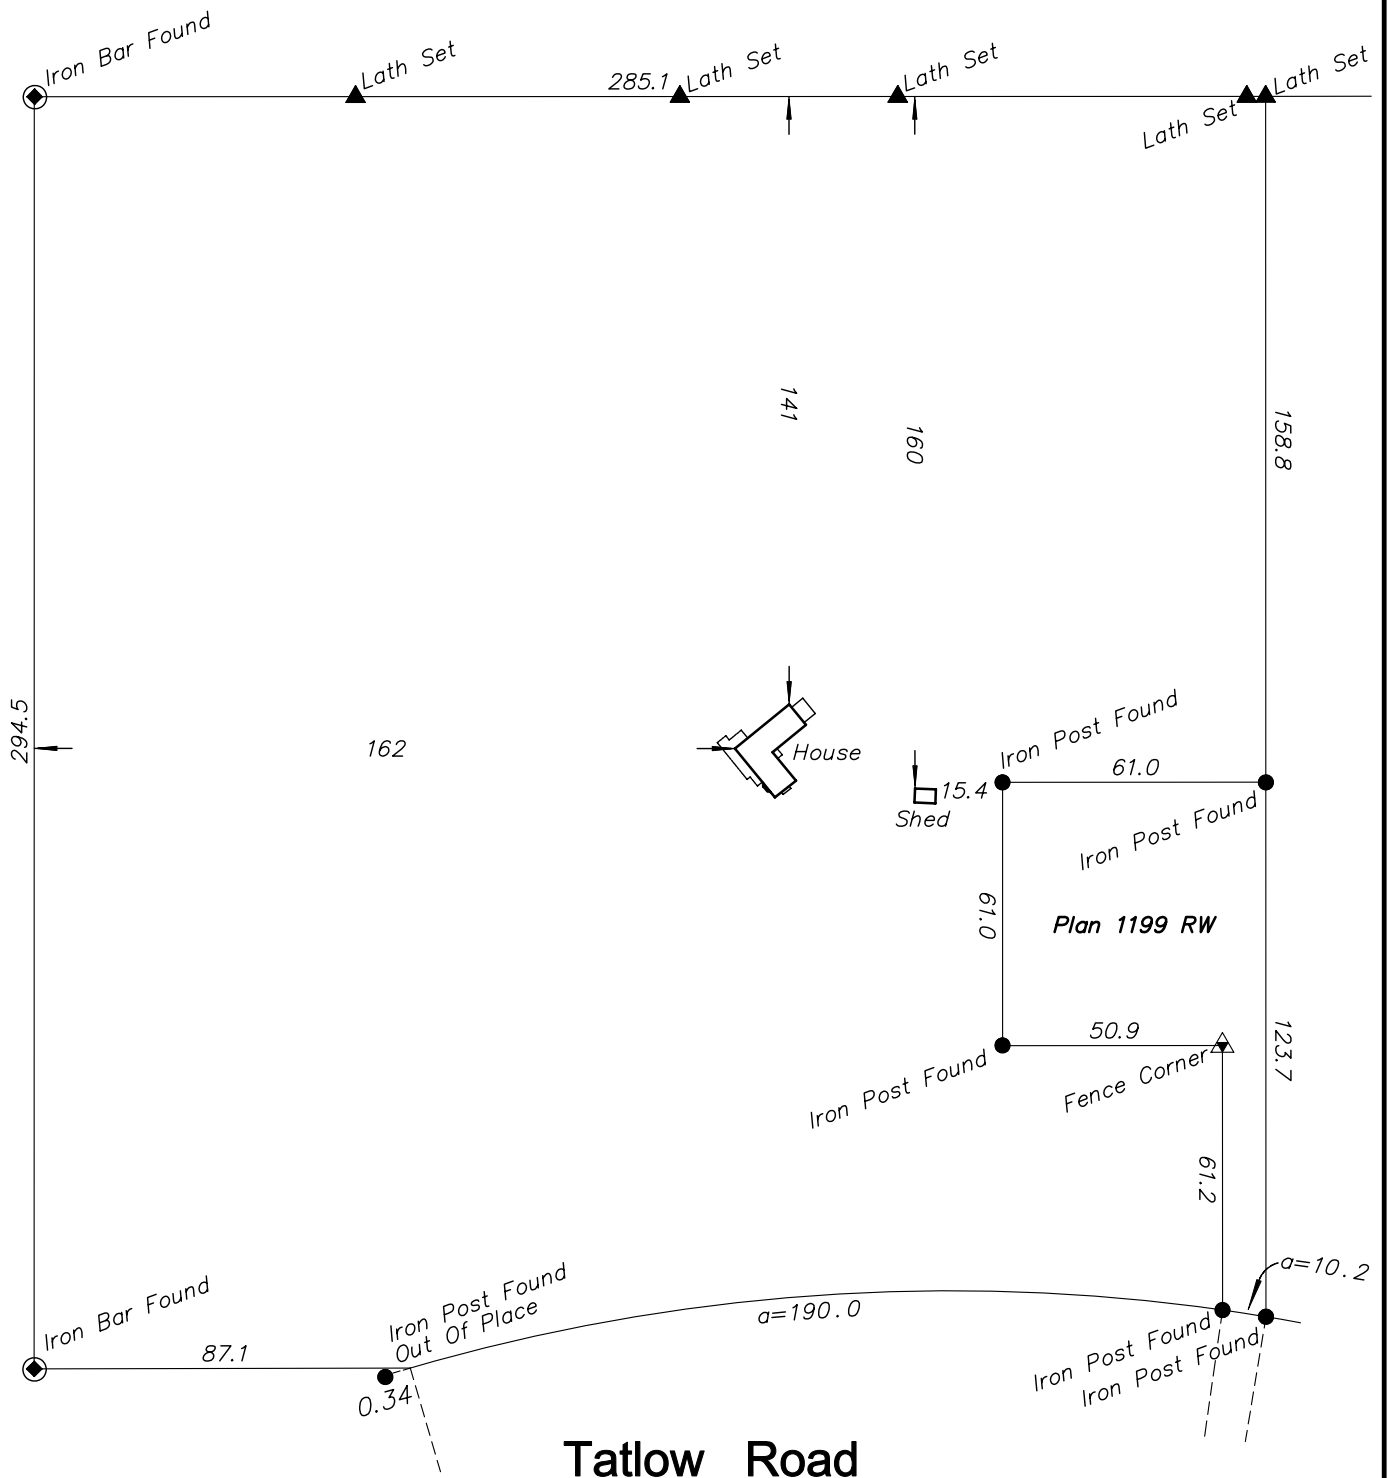 Iron Bar Found
Lath Set
285.1
Lath Set
Lath Set
Lath Set
Lath Set
141
160
158.8
294.5
162
House
15.4
Shed
Iron Post Found
61.0
Iron Post Found
61.0
Plan 1199 RW
50.9
Iron Post Found
Fence Corner
123.7
61.2
Iron Bar Found
87.1
Iron Post Found
Out Of Place
0.34
a=190.0
a=10.2
Iron Post Found
Iron Post Found
Tatlow Road